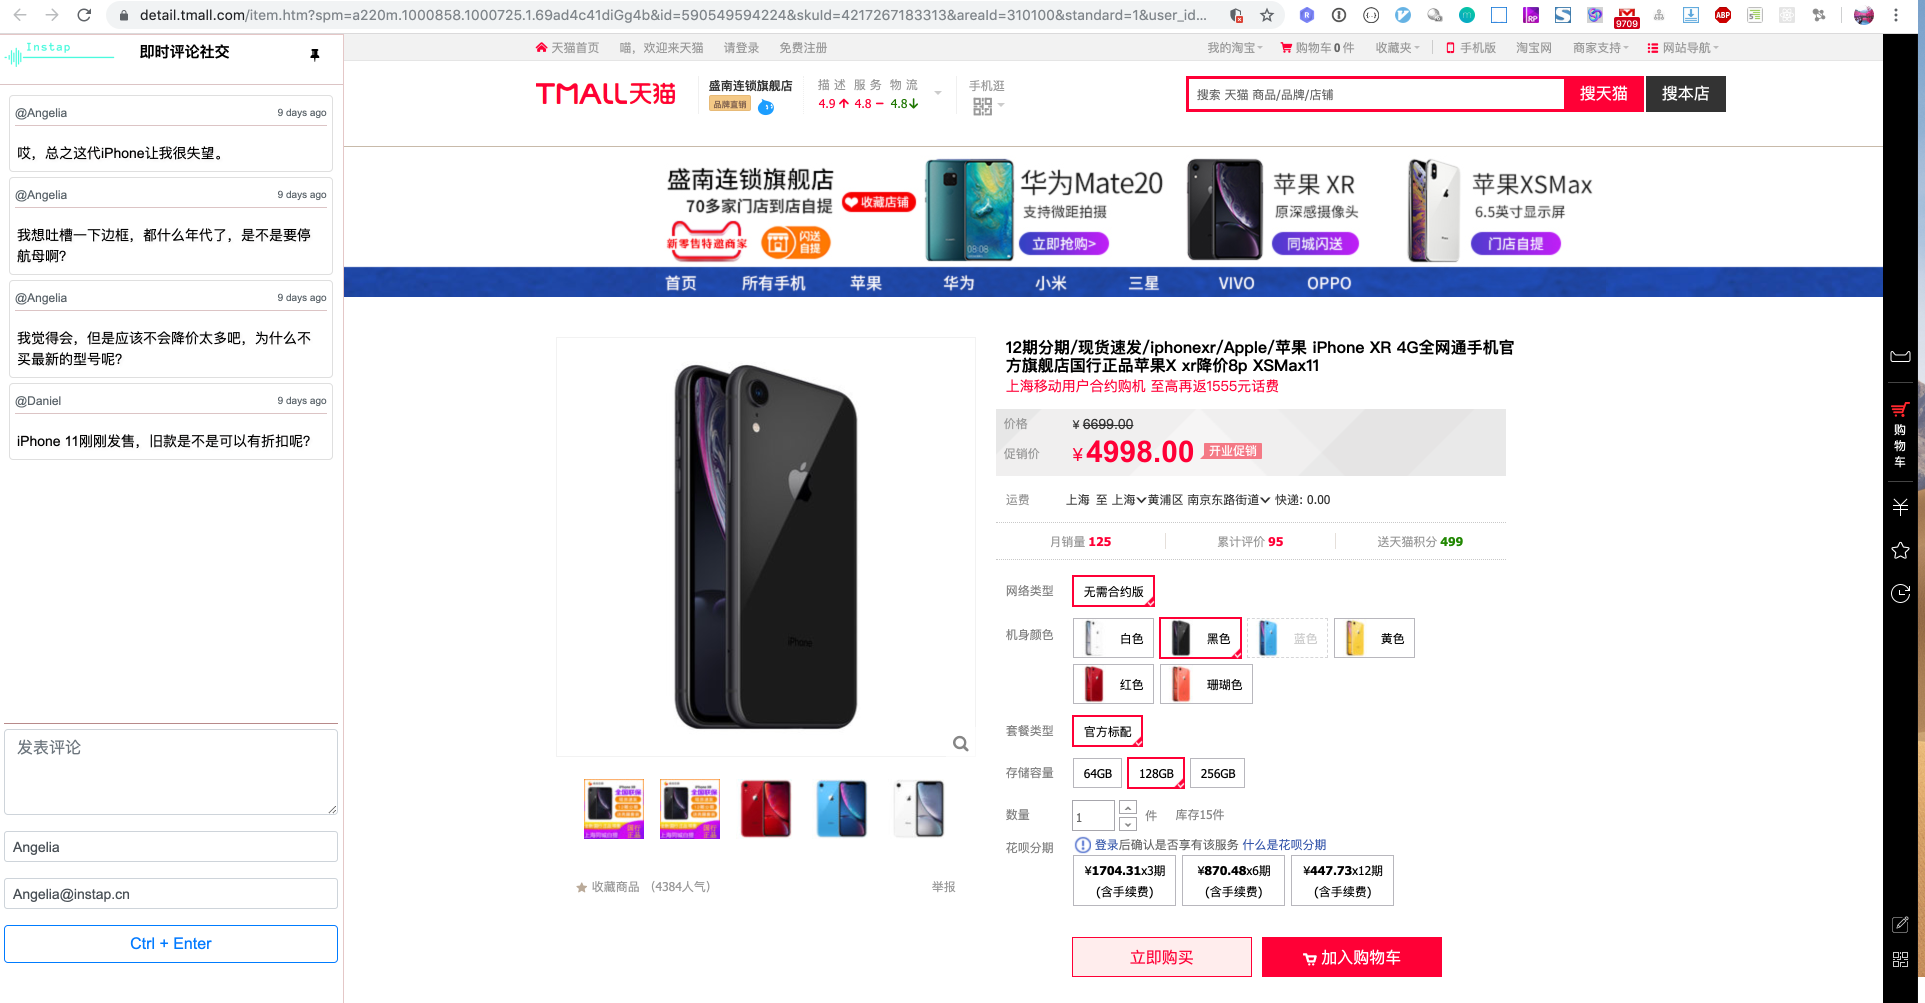 detail.tmall.com/item.htm?spm=a220m.1000858.1000725.1.69ad4c41diGg4b&id=590549594224&skuId=4217267183313&areaId=310100&standard=1&user_id...
9709
ABP
RP
Instap
即时评论社交
@Angelia
9 days ago
哎，总之这代iPhone让我很失望。
@Angelia
9 days ago
我想吐槽一下边框，都什么年代了，是不是要停
航母啊?
@Angelia
9 days ago
我觉得会，但是应该不会降价太多吧，为什么不
买最新的型号呢?
@Daniel
9 days ago
iPhone 11刚刚发售，旧款是不是可以有折扣呢?
发表评论
Angelia
Angelia@instap.cn
Ctrl + Enter
天猫首页
喵，欢迎来天猫
请登录
免费注册
我的淘宝
购物车0件
收藏夹
手机版
淘宝网
商家支持
网站导航
TMALL天猫
盛南连锁旗舰店
品牌直销
描述 服务 物流
4.9 4.8 4.8
手机逛
搜索 天猫 商品/品牌/店铺
搜天猫
搜本店
盛南连锁旗舰店
70多家门店到店自提
收藏店铺
新零售特邀商家
闪送
自提
华为Mate20
支持微距拍摄
立即抢购>
苹果 XR
原深感摄像头
同城闪送
苹果XSMax
6.5英寸显示屏
门店自提
首页
所有手机
苹果
华为
小米
三星
VIVO
OPPO
12期分期/现货速发/iphonexr/Apple/苹果 iPhone XR 4G全网通手机官
方旗舰店国行正品苹果X xr降价8p XSMax11
上海移动用户合约购机 至高再返1555元话费
价格
¥ 6699.00
促销价
¥4998.00
开业促销
运费
上海 至 上海 黄浦区 南京东路街道 快递: 0.00
月销量 125
累计评价 95
送天猫积分 499
网络类型
无需合约版
机身颜色
白色
黑色
蓝色
黄色
红色
珊瑚色
套餐类型
官方标配
存储容量
64GB
128GB
256GB
数量
1
件
库存15件
花呗分期
登录后确认是否享有该服务 什么是花呗分期
¥1704.31x3期
(含手续费)
¥870.48x6期
(含手续费)
¥447.73x12期
(含手续费)
立即购买
加入购物车
iPhone
收藏商品 (4384人气)
举报
购物车